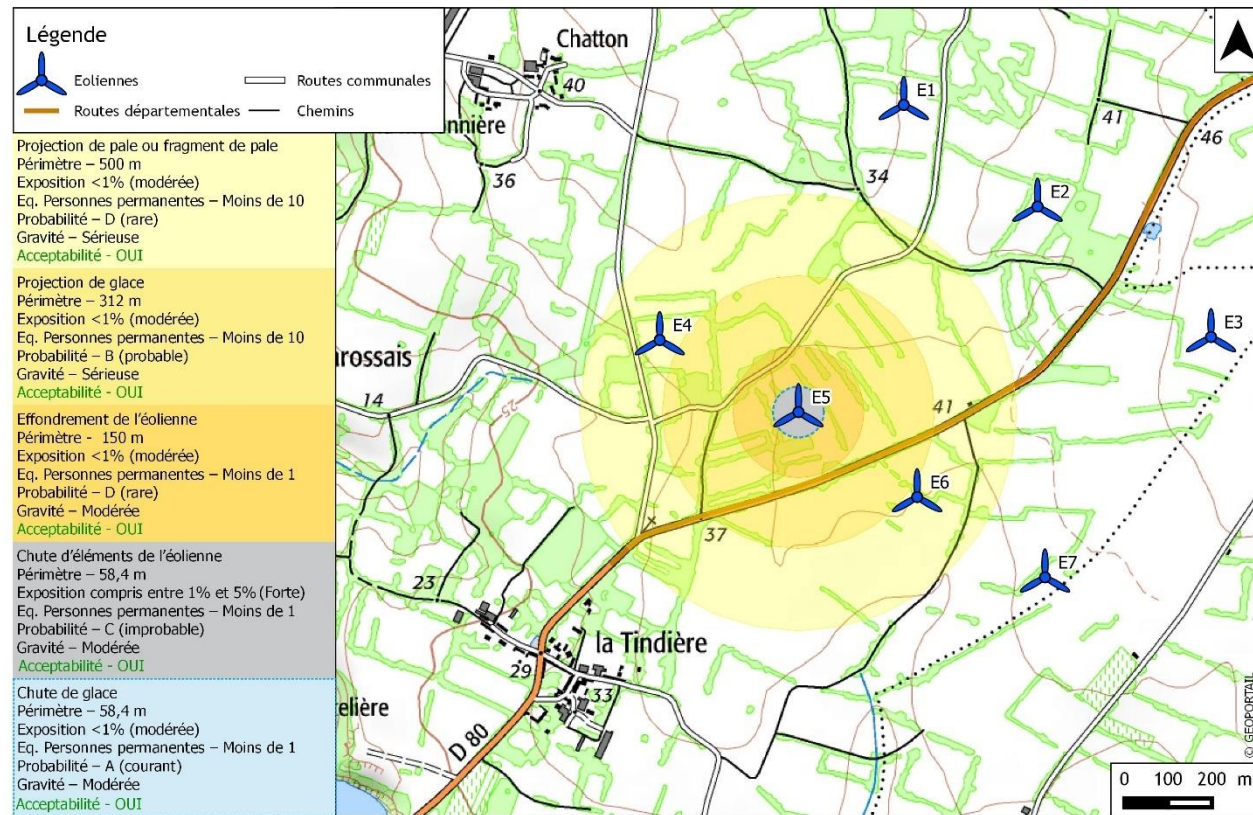 Légende
Eoliennes
Routes communales
Routes départementales
Chemins
Projection de pale ou fragment de pale
Périmètre – 500 m
Exposition <1% (modérée)
Eq. Personnes permanentes – Moins de 10
Probabilité – D (rare)
Gravité – Sérieuse
Acceptabilité - OUI
Projection de glace
Périmètre – 312 m
Exposition <1% (modérée)
Eq. Personnes permanentes – Moins de 10
Probabilité – B (probable)
Gravité – Sérieuse
Acceptabilité - OUI
Effondrement de l'éolienne
Périmètre - 150 m
Exposition <1% (modérée)
Eq. Personnes permanentes – Moins de 1
Probabilité – D (rare)
Gravité – Modérée
Acceptabilité - OUI
Chute d'éléments de l'éolienne
Périmètre – 58,4 m
Exposition compris entre 1% et 5% (Forte)
Eq. Personnes permanentes – Moins de 1
Probabilité – C (improbable)
Gravité – Modérée
Acceptabilité - OUI
Chute de glace
Périmètre – 58,4 m
Exposition <1% (modérée)
Eq. Personnes permanentes – Moins de 1
Probabilité – A (courant)
Gravité – Modérée
Acceptabilité - OUI
Chatton
40
nnière
36
E1
41
46
34
E2
E3
E4
rossais
14
25
E5
41
E6
37
E7
23
la Tindière
29
33
elière
D 80
© GEOPORTAIL
0 100 200 m